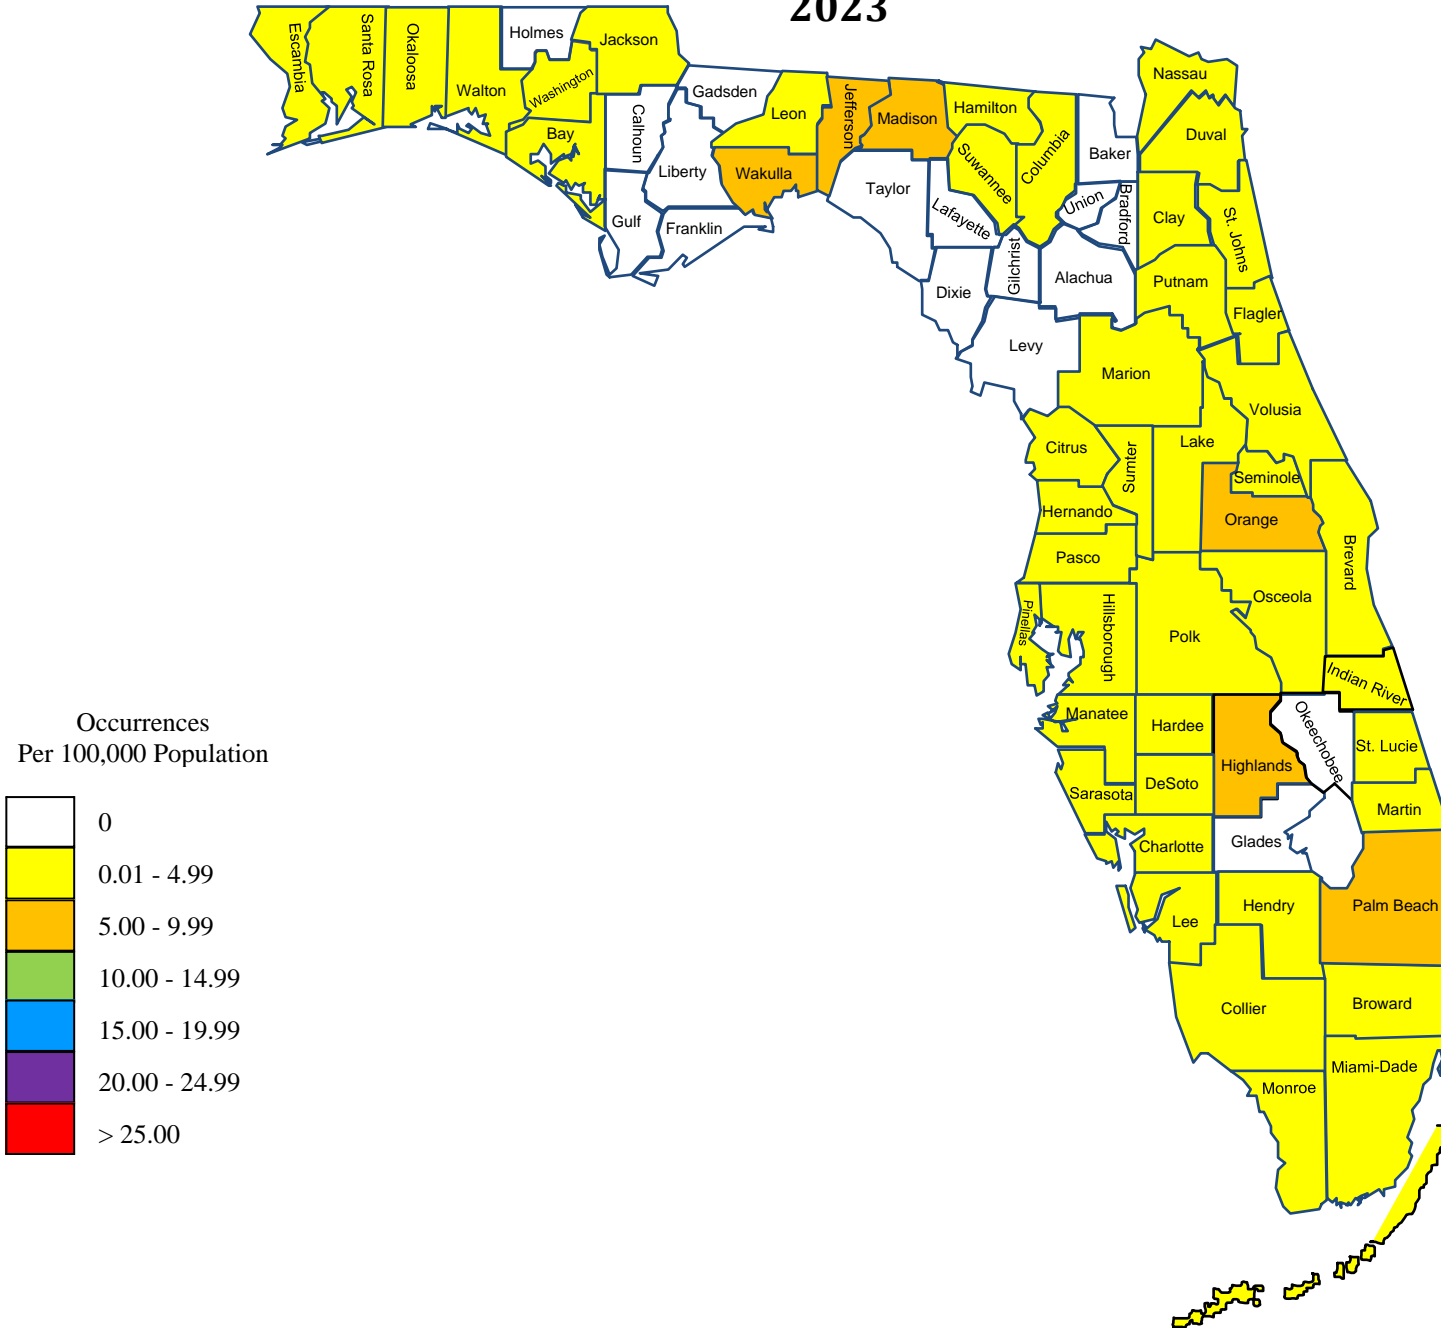 2023
Holmes
Jackson
Escambia
Santa Rosa
Okaloosa
Walton
Washington
Bay
Calhoun
Gadsden
Liberty
Gulf
Franklin
Leon
Wakulla
Jefferson
Madison
Taylor
Hamilton
Suwannee
Columbia
Lafayette
Dixie
Gilchrist
Baker
Union
Bradford
Alachua
Levy
Nassau
Duval
Clay
St. Johns
Putnam
Flagler
Marion
Volusia
Citrus
Sumter
Lake
Seminole
Hernando
Orange
Pasco
Brevard
Pinellas
Hillsborough
Polk
Osceola
Indian River
Manatee
Hardee
Highlands
Okeechobee
St. Lucie
Sarasota
DeSoto
Martin
Charlotte
Glades
Lee
Hendry
Palm Beach
Collier
Broward
Monroe
Miami-Dade
Occurrences
Per 100,000 Population
0
0.01 - 4.99
5.00 - 9.99
10.00 - 14.99
15.00 - 19.99
20.00 - 24.99
> 25.00